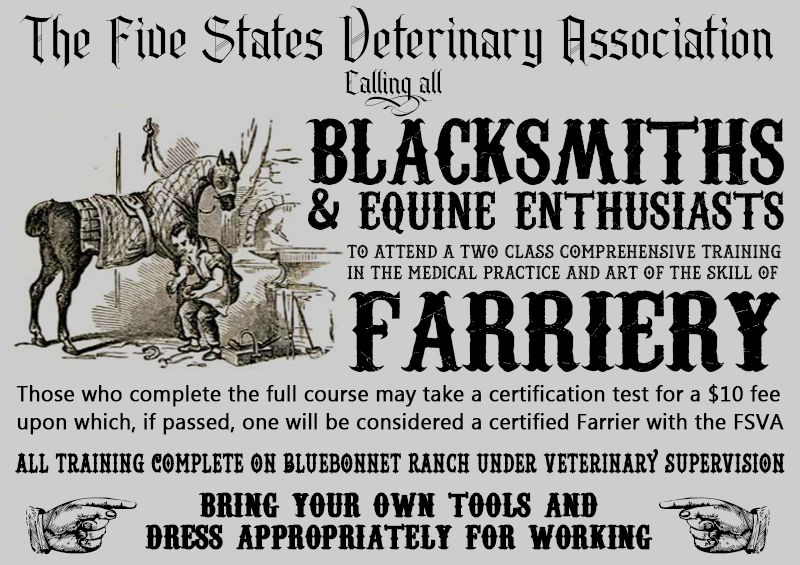 The Five States Veterinary Association
Calling all
BLACKSMITHS
& EQUINE ENTHUSIASTS
TO ATTEND A TWO CLASS COMPREHENSIVE TRAINING
IN THE MEDICAL PRACTICE AND ART OF THE SKILL OF
FARRIERY
Those who complete the full course may take a certification test for a $10 fee
upon which, if passed, one will be considered a certified Farrier with the FSVA
ALL TRAINING COMPLETE ON BLUEBONNET RANCH UNDER VETERINARY SUPERVISION
BRING YOUR OWN TOOLS AND
DRESS APPROPRIATELY FOR WORKING